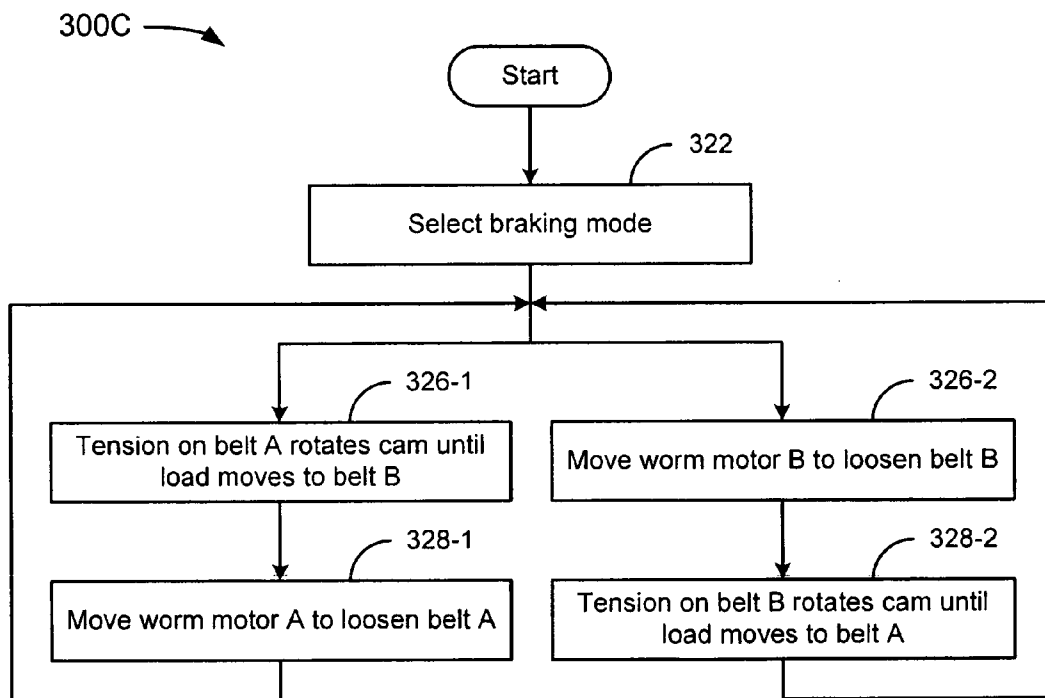 300C
Start
322
Select braking mode
326-1
326-2
Tension on belt A rotates cam until
load moves to belt B
Move worm motor B to loosen belt B
328-1
328-2
Move worm motor A to loosen belt A
Tension on belt B rotates cam until
load moves to belt A